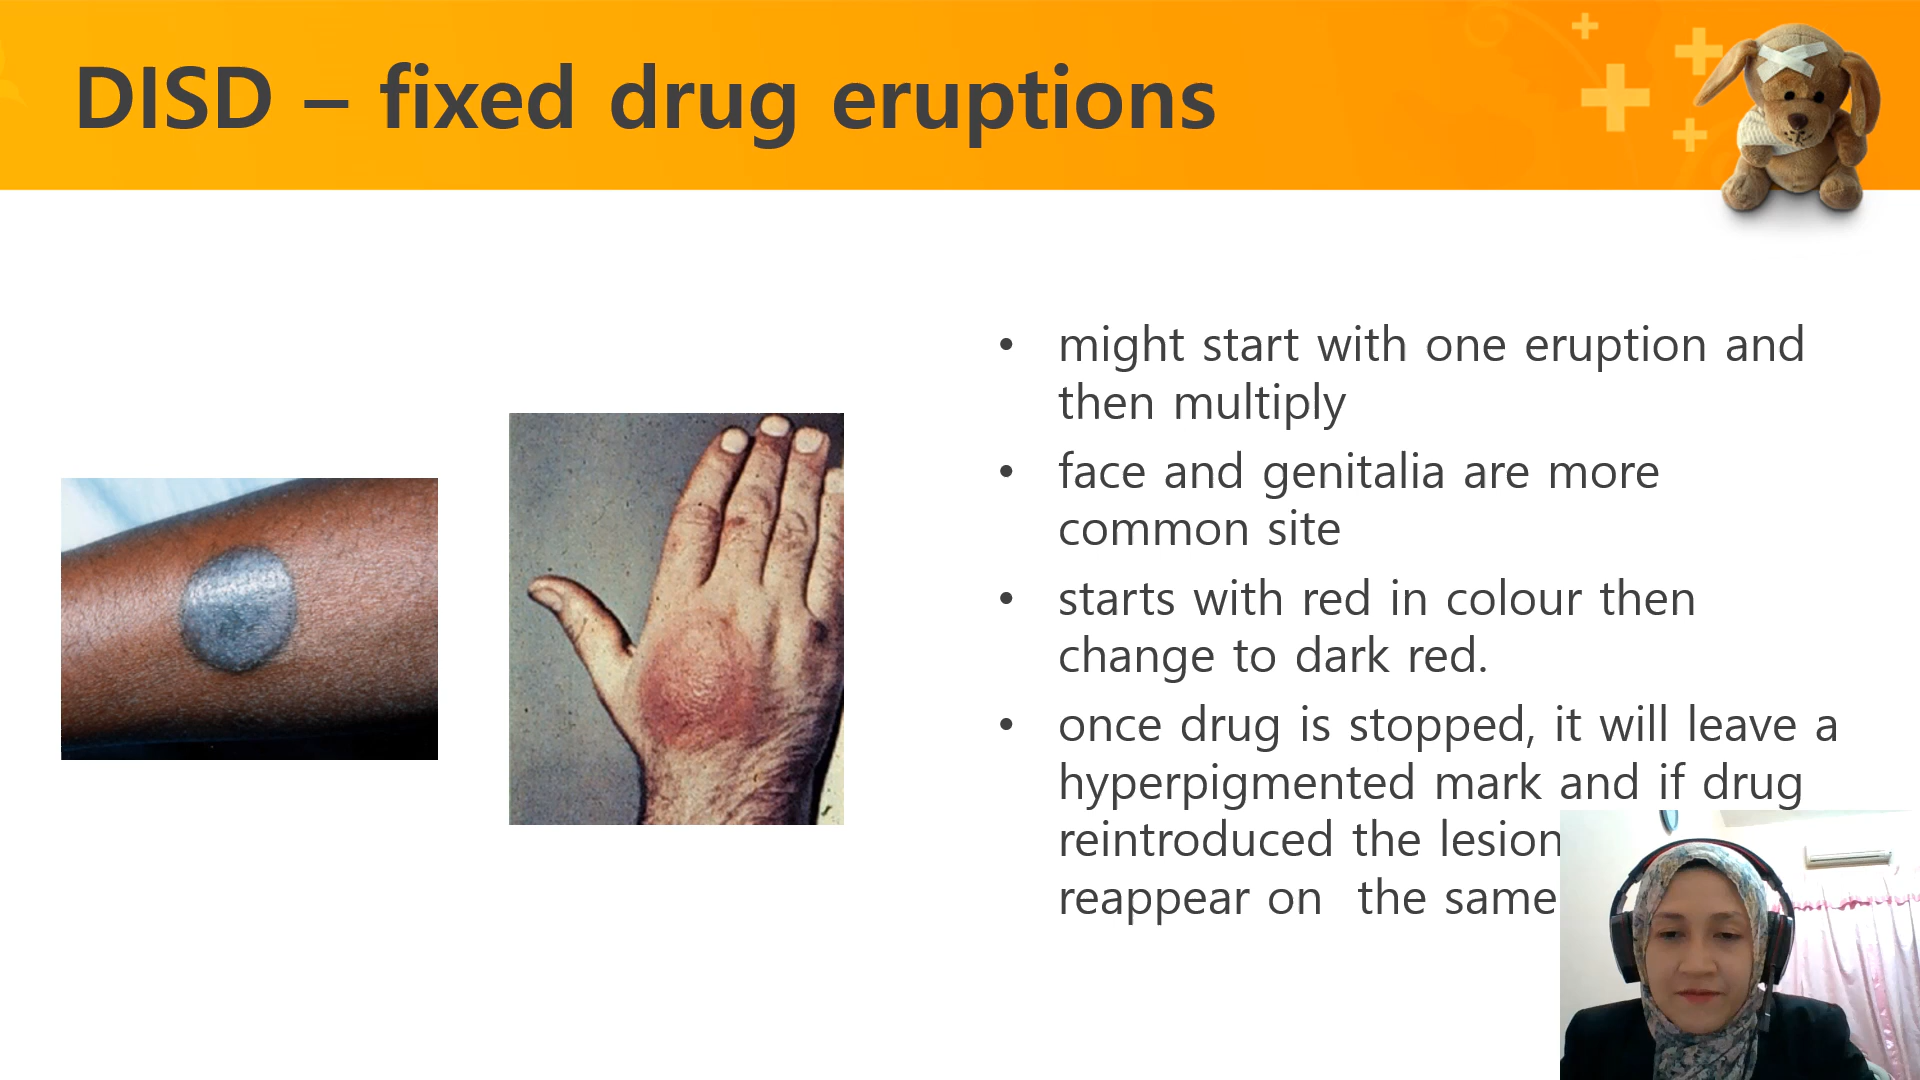 DISD – fixed drug eruptions
• might start with one eruption and
then multiply
• face and genitalia are more
common site
• starts with red in colour then
change to dark red.
• once drug is stopped, it will leave a
hyperpigmented mark and if drug
reintroduced the lesion
reappear on the same